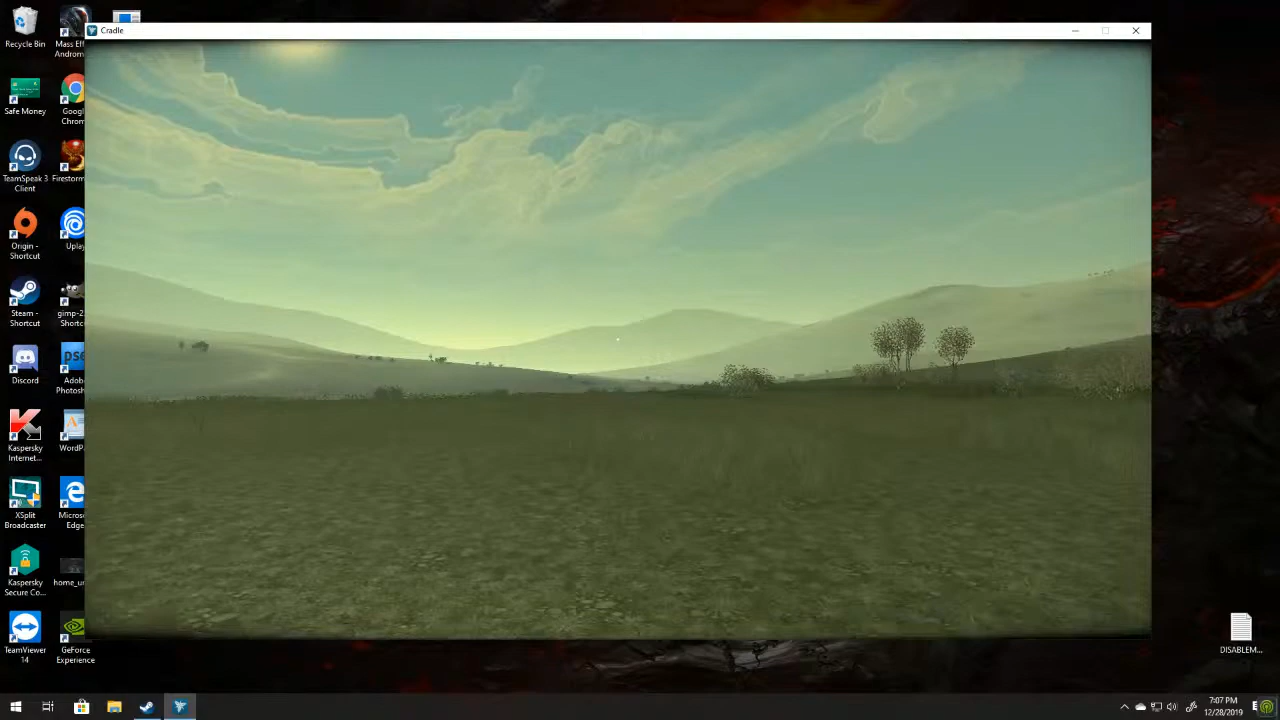 Cradle
Recycle Bin
Mass Eff...
Androm...
Safe Money
Googl
Chrom
TeamSpeak 3
Client
Firestorm
Origin -
Shortcut
Uplay
Steam -
Shortcut
gimp-2.
Shortc
Discord
Adob
Photosh
Kaspersky
Internet...
WordP
XSplit
Broadcaster
Micros
Edge
Kaspersky
Secure Co...
home_ur
TeamViewer
14
GeForce
Experience
DISABLEM...
7:07 PM
12/28/2019